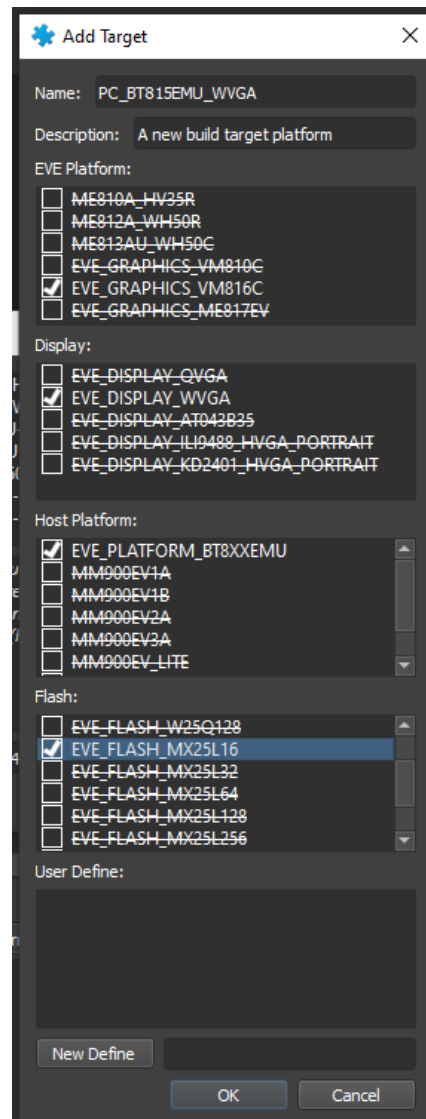 Add Target
Name: PC_BT815EMU_WVGA
Description: A new build target platform
EVE Platform:
ME810A_HV35R
ME812A_WH50R
ME813AU_WH50C
EVE_GRAPHICS_VM810C
EVE_GRAPHICS_VM816C
EVE_GRAPHICS_ME817EV
Display:
EVE_DISPLAY_QVGA
EVE_DISPLAY_WVGA
EVE_DISPLAY_AT043B35
EVE_DISPLAY_ILI9488_HVGA_PORTRAIT
EVE_DISPLAY_KD2401_HVGA_PORTRAIT
Host Platform:
EVE_PLATFORM_BT8XXEMU
MM900EV1A
MM900EV1B
MM900EV2A
MM900EV3A
MM900EV_LITE
Flash:
EVE_FLASH_W25Q128
EVE_FLASH_MX25L16
EVE_FLASH_MX25L32
EVE_FLASH_MX25L64
EVE_FLASH_MX25L128
EVE_FLASH_MX25L256
User Define:
New Define
OK Cancel